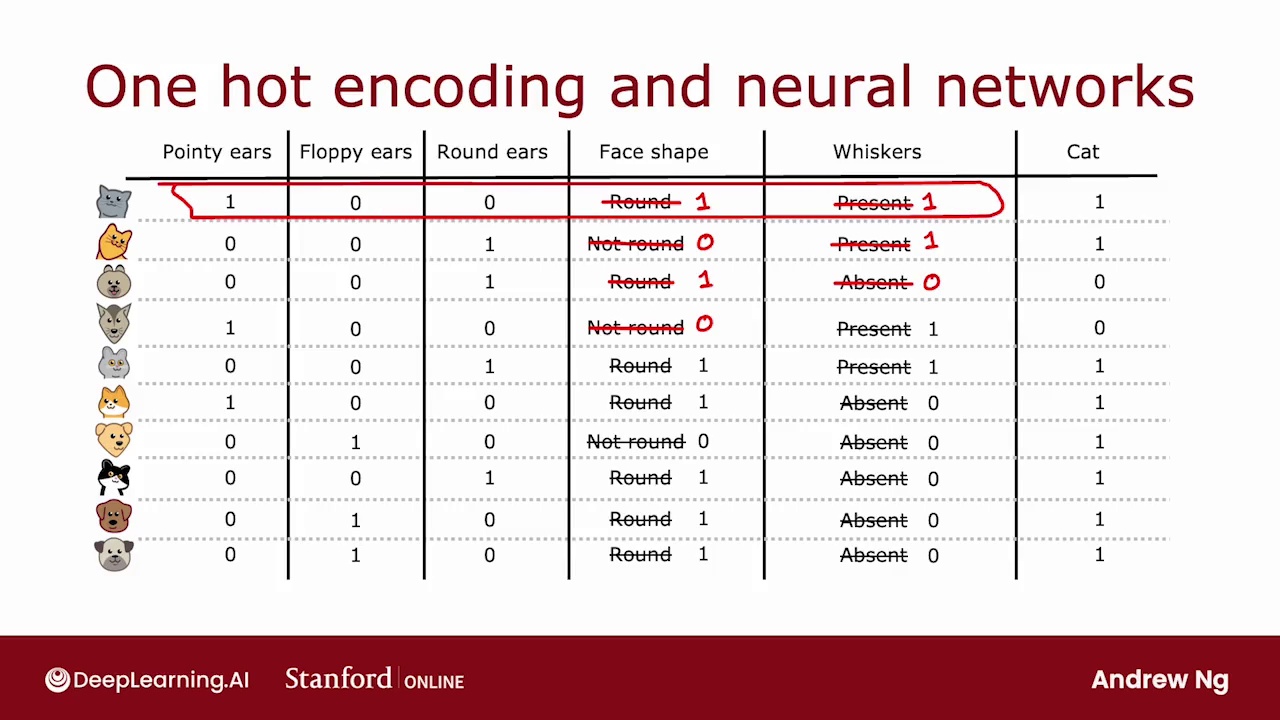 One hot encoding and neural networks
Pointy ears Floppy ears Round ears Face shape Whiskers Cat
1 0 0 Round 1 Present 1 1
0 0 1 Not round 0 Present 1 1
0 0 1 Round 1 Absent 0 0
1 0 0 Not round 0 Present 1 0
0 0 1 Round 1 Present 1 1
1 0 0 Round 1 Absent 0 1
0 1 0 Not round 0 Absent 0 1
0 0 1 Round 1 Absent 0 1
0 1 0 Round 1 Absent 0 1
0 1 0 Round 1 Absent 0 1
DeepLearning.AI Stanford ONLINE Andrew Ng